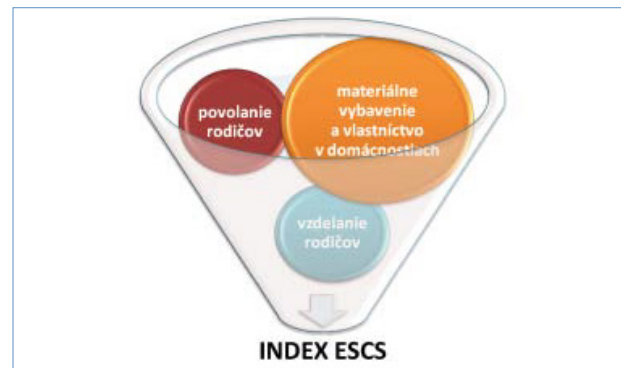 povolanie
rodičov
materiálne
vybavenie
a vlastníctvo
v domácnostiach
vzdelanie
rodičov
INDEX ESCS